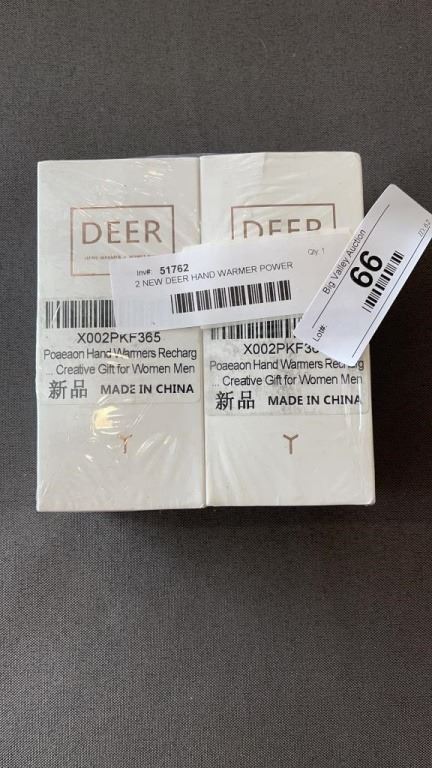 DEER
DEER
Inv#: 51762
Qty: 1
2 NEW DEER HAND WARMER POWER
Big Valley Auction
Lot#:
66
X002PKF365
Poaeaon Hand Warmers Recharg
... Creative Gift for Women Men
新品 MADE IN CHINA
X002PKF36
Poaeaon Hand Warmers Recharg
... Creative Gift for Women Men
新品 MADE IN CHINA